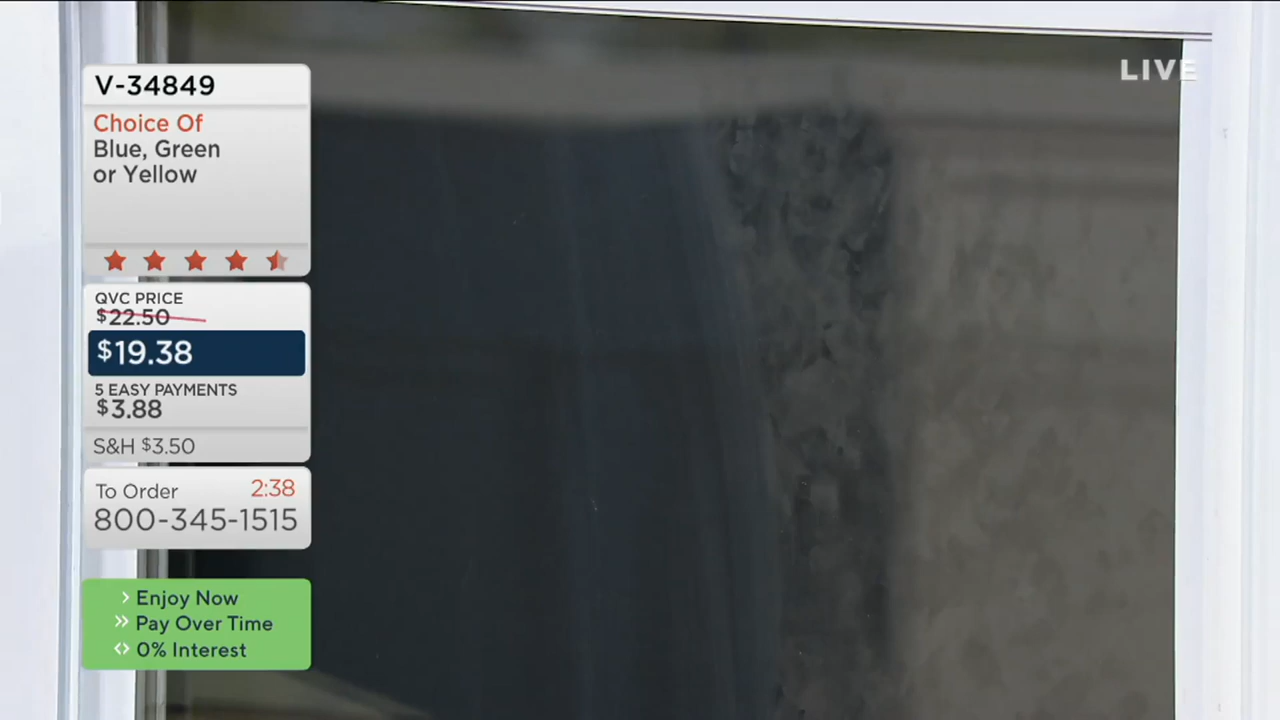 V-34849
Choice Of
Blue, Green
or Yellow
QVC PRICE
$22.50
$19.38
5 EASY PAYMENTS
$3.88
S&H $3.50
To Order 2:38
800-345-1515
Enjoy Now
Pay Over Time
0% Interest
LIVE